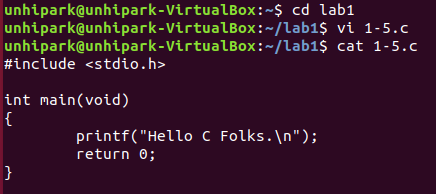 unhipark@unhipark-VirtualBox:~$ cd lab1
unhipark@unhipark-VirtualBox:~/lab1$ vi 1-5.c
unhipark@unhipark-VirtualBox:~/lab1$ cat 1-5.c
#include <stdio.h>

int main(void)
{
        printf("Hello C Folks.\n");
        return 0;
}